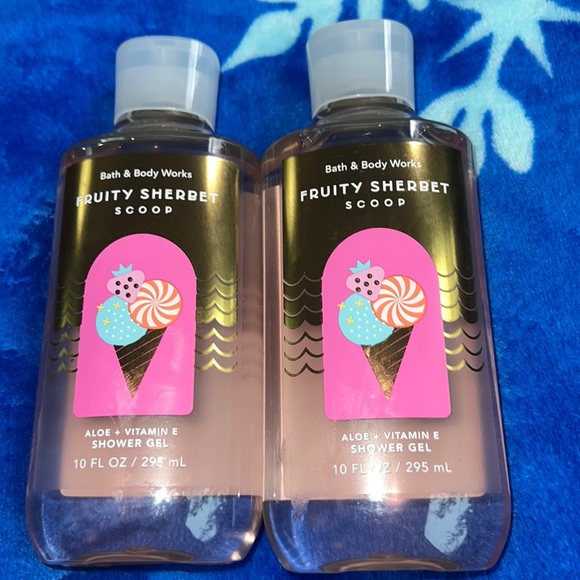 Bath & Body Works
FRUITY SHERBET
SCOOP
ALOE + VITAMIN E
SHOWER GEL
10 FL OZ / 295 mL
Bath & Body Works
FRUITY SHERBET
SCOOP
ALOE + VITAMIN E
SHOWER GEL
10 FL OZ / 295 mL